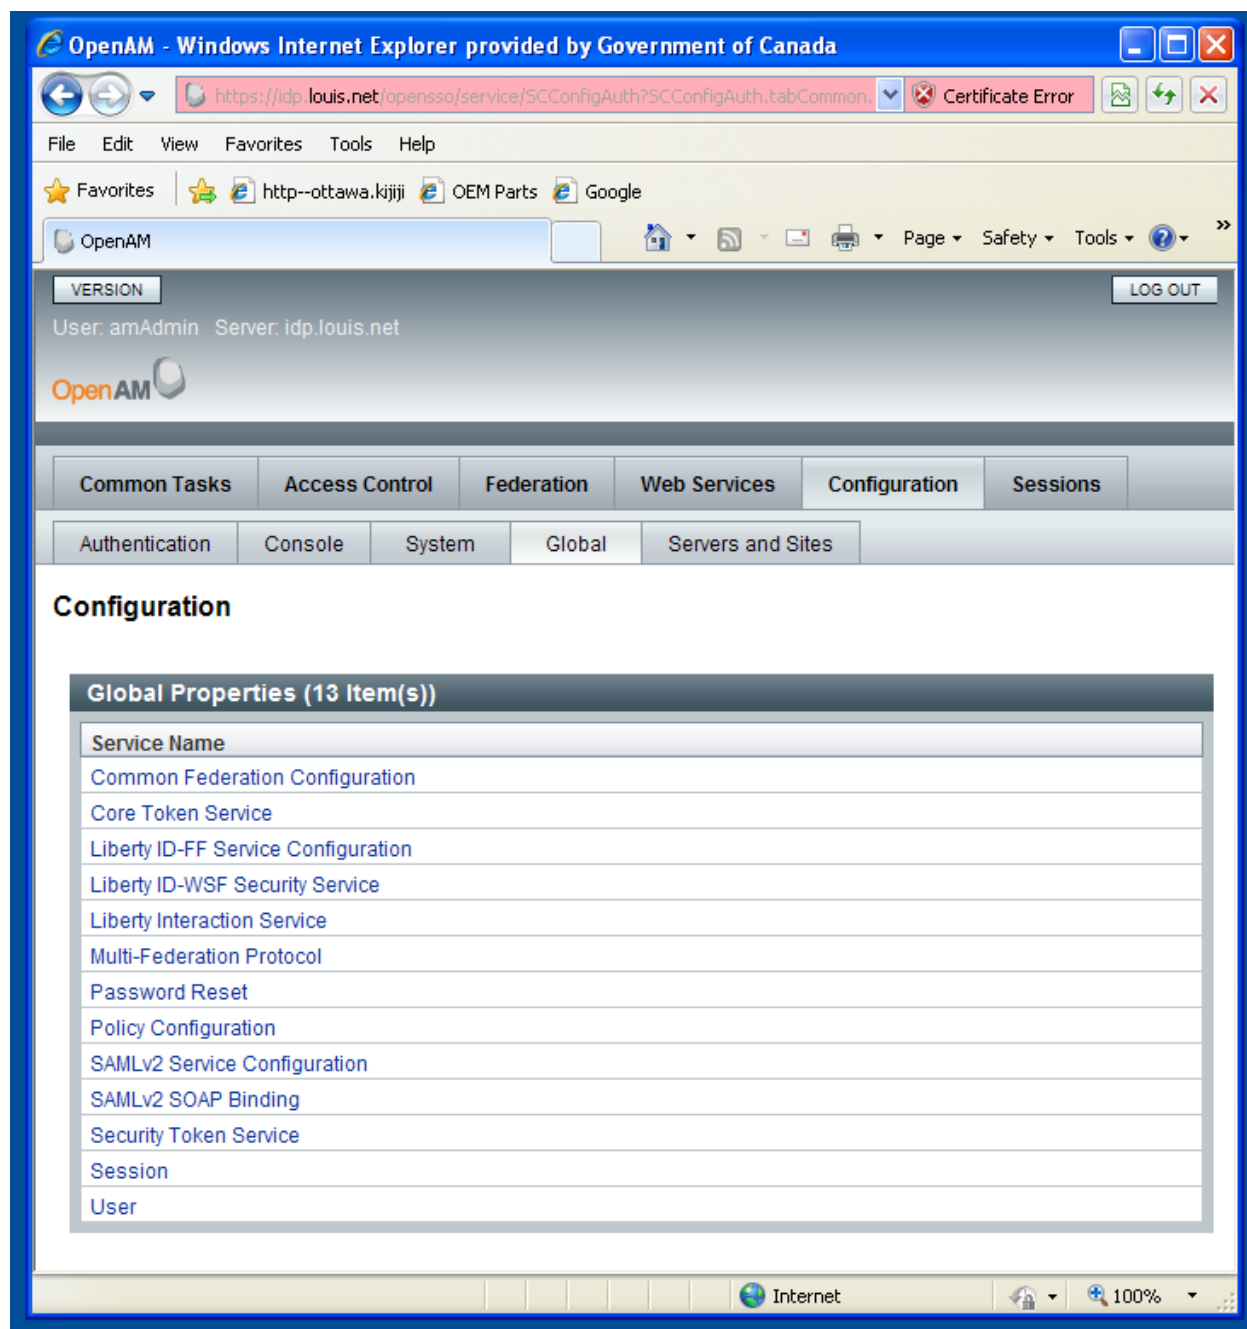 OpenAM - Windows Internet Explorer provided by Government of Canada
https://idp.louis.net/opensso/service/SCConfigAuth?SCConfigAuth.tabCommon. Certificate Error
File Edit View Favorites Tools Help
Favorites http--ottawa.kijiji OEM Parts Google
OpenAM Page Safety Tools »
VERSION LOG OUT
User: amAdmin Server: idp.louis.net
OpenAM
Common Tasks Access Control Federation Web Services Configuration Sessions
Authentication Console System Global Servers and Sites
Configuration
Global Properties (13 Item(s))
Service Name
Common Federation Configuration
Core Token Service
Liberty ID-FF Service Configuration
Liberty ID-WSF Security Service
Liberty Interaction Service
Multi-Federation Protocol
Password Reset
Policy Configuration
SAMLv2 Service Configuration
SAMLv2 SOAP Binding
Security Token Service
Session
User
Internet 100%